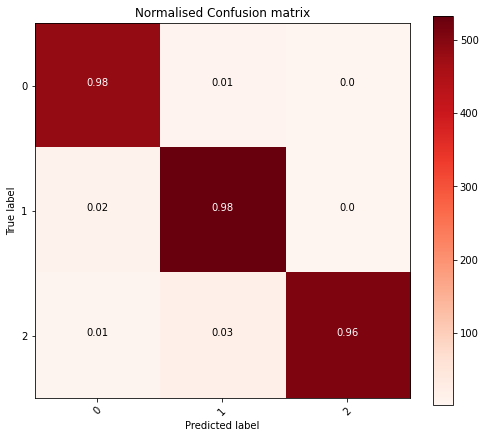 Normalised Confusion matrix
True label
0 0.98 0.01 0.0
1 0.02 0.98 0.0
2 0.01 0.03 0.96
0 1 2
Predicted label
500
400
300
200
100